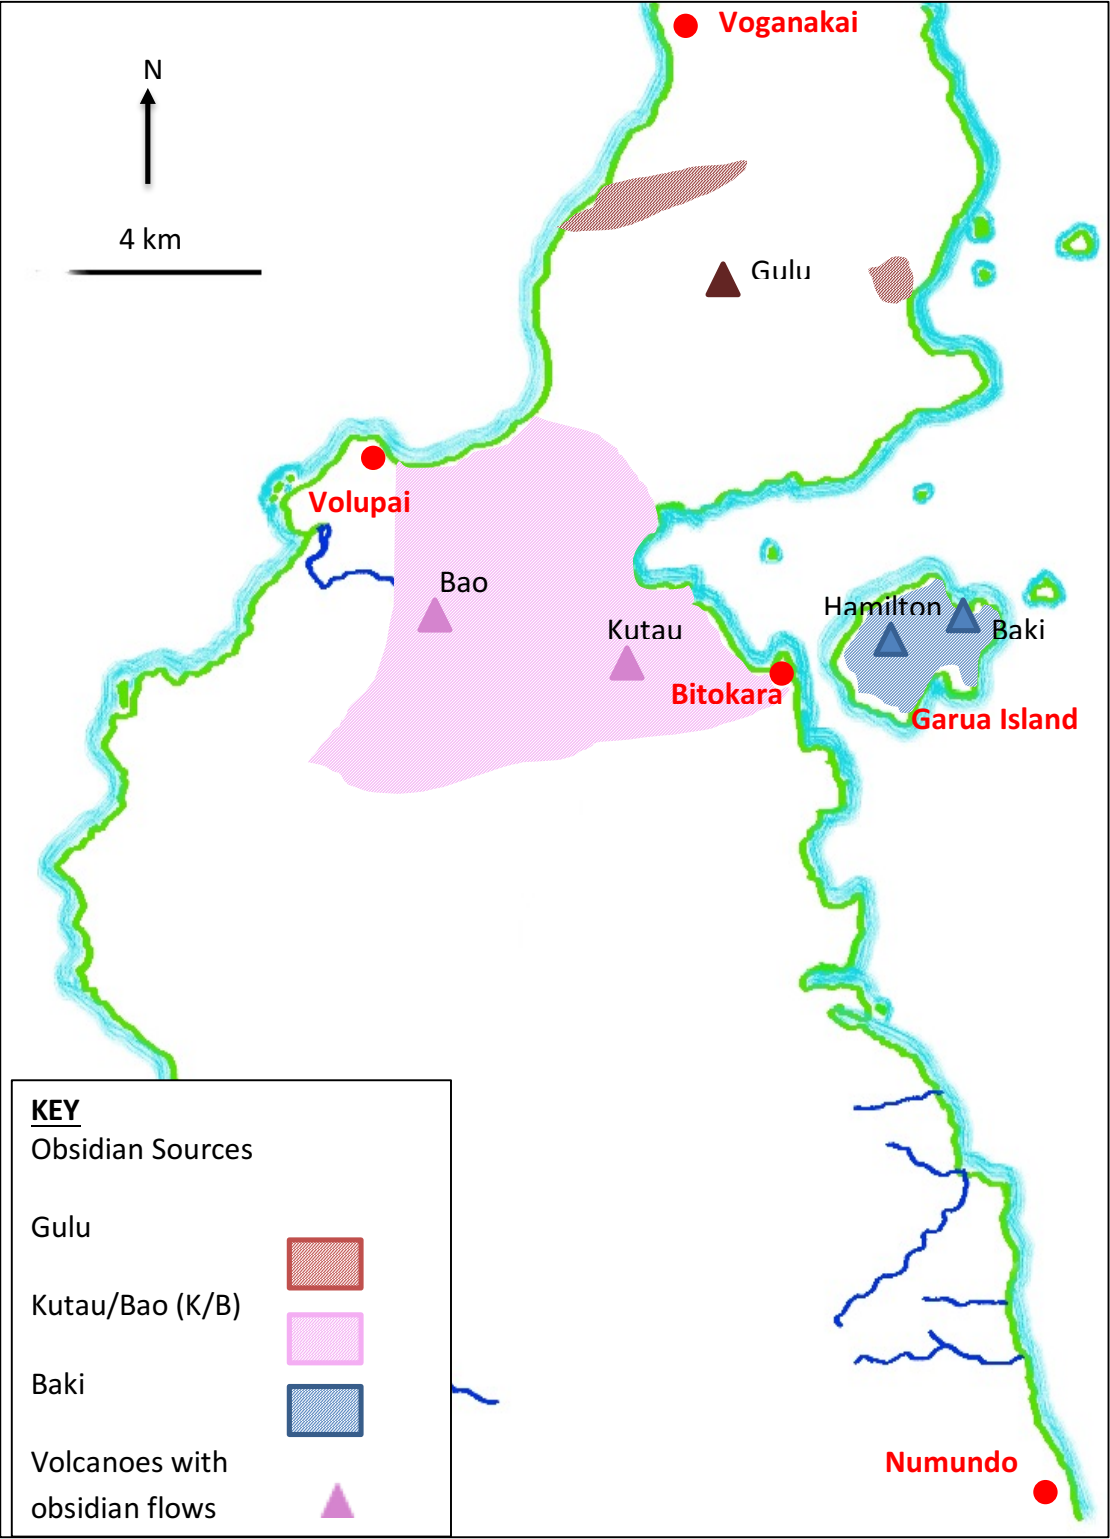 Voganakai
N
4 km
Gulu
Volupai
Bao
Hamilton
Kutau
Baki
Bitokara
Garua Island
KEY
Obsidian Sources
Gulu
Kutau/Bao (K/B)
Baki
Volcanoes with
obsidian flows
Numundo